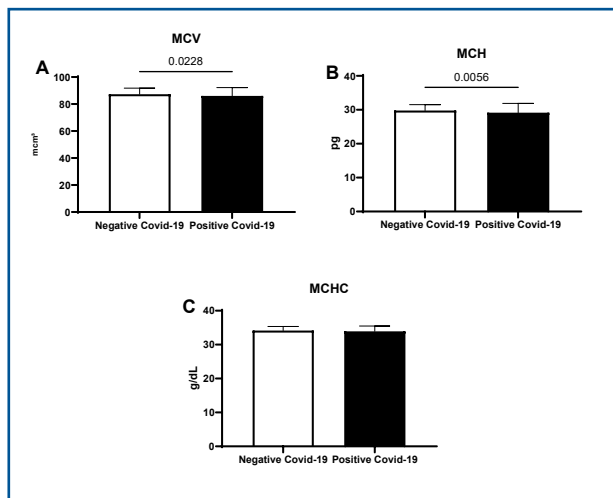 MCV
A
0.0228
100
80
60
40
20
0
mcm³
Negative Covid-19 Positive Covid-19
MCH
B
0.0056
40
30
20
10
0
pg
Negative Covid-19 Positive Covid-19
MCHC
C
40
30
20
10
0
g/dL
Negative Covid-19 Positive Covid-19